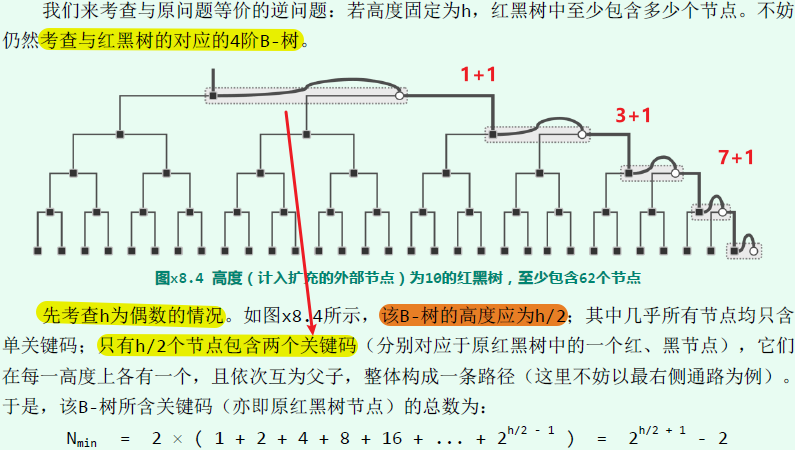 我们来考查与原问题等价的逆问题：若高度固定为h，红黑树中至少包含多少个节点。不妨
仍然考查与红黑树的对应的4阶B-树。
1+1
3+1
7+1
图x8.4 高度（计入扩充的外部节点）为10的红黑树，至少包含62个节点
先考查h为偶数的情况。如图x8.4所示，该B-树的高度应为h/2；其中几乎所有节点均只含
单关键码；只有h/2个节点包含两个关键码（分别对应于原红黑树中的一个红、黑节点），它们
在每一高度上各有一个，且依次互为父子，整体构成一条路径（这里不妨以最右侧通路为例）。
于是，该B-树所含关键码（亦即原红黑树节点）的总数为：
Nmin = 2 × ( 1 + 2 + 4 + 8 + 16 + ... + 2^(h/2 - 1) ) = 2^(h/2 + 1) - 2